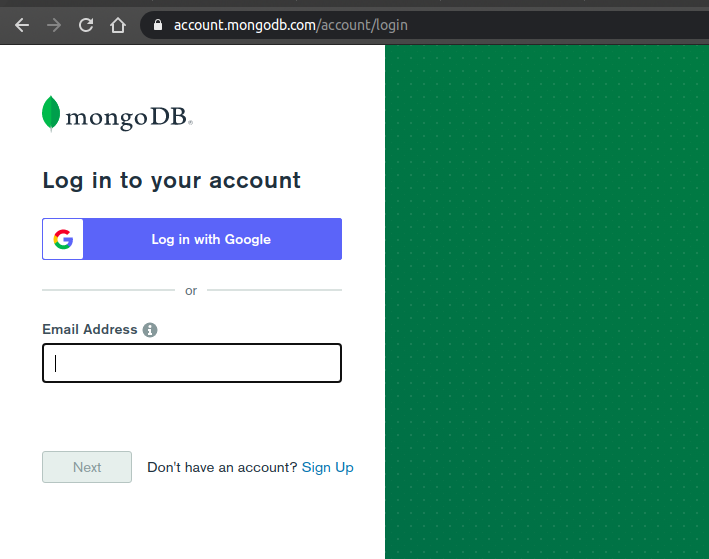 account.mongodb.com/account/login
mongoDB®
Log in to your account
Log in with Google
or
Email Address
Next Don't have an account? Sign Up